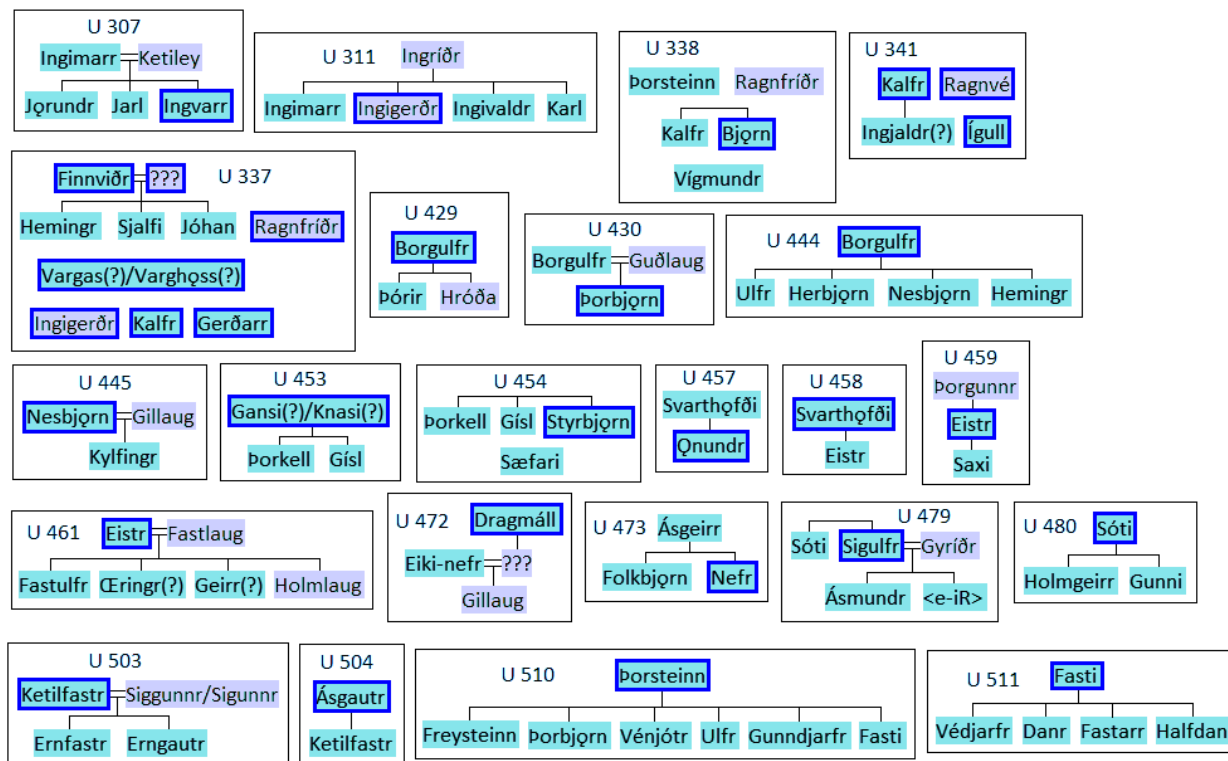 U 307
Ingimarr Ketiley
Jǫrundr Jarl Ingvarr
U 311 Ingríðr
Ingimarr Ingigerðr Ingivaldr Karl
U 338
Þorsteinn Ragnfríðr
Kalfr Bjǫrn
Vígmundr
U 341
Kalfr Ragnvé
Ingjaldr(?) Ígull
Finnviðr ??? U 337
Hemingr Sjalfi Jóhan Ragnfríðr
Vargas(?)/Varghǫss(?)
Ingigerðr Kalfr Gerðarr
U 429
Borgulfr
Þórir Hróða
U 430
Borgulfr Guðlaug
Þorbjǫrn
U 444 Borgulfr
Ulfr Herbjǫrn Nesbjǫrn Hemingr
U 445
Nesbjǫrn Gillaug
Kylfingr
U 453
Gansi(?)/Knasi(?)
Þorkell Gísl
U 454
Þorkell Gísl Styrbjǫrn
Sæfari
U 457
Svarthǫfði
Ǫnundr
U 458
Svarthǫfði
Eistr
U 459
Þorgunnr
Eistr
Saxi
U 461 Eistr Fastlaug
Fastulfr Œringr(?) Geirr(?) Holmlaug
U 472 Dragmáll
Eiki-nefr ???
Gillaug
U 473 Ásgeirr
Folkbjǫrn Nefr
U 479
Sóti Sigulfr Gyríðr
Ásmundr <e-iR>
U 480 Sóti
Holmgeirr Gunni
U 503
Ketilfastr Siggunnr/Sigunnr
Ernfastr Erngautr
U 504
Ásgautr
Ketilfastr
U 510 Þorsteinn
Freysteinn Þorbjǫrn Vénjótr Ulfr Gunndjarfr Fasti
U 511 Fasti
Védjarfr Danr Fastarr Halfdan